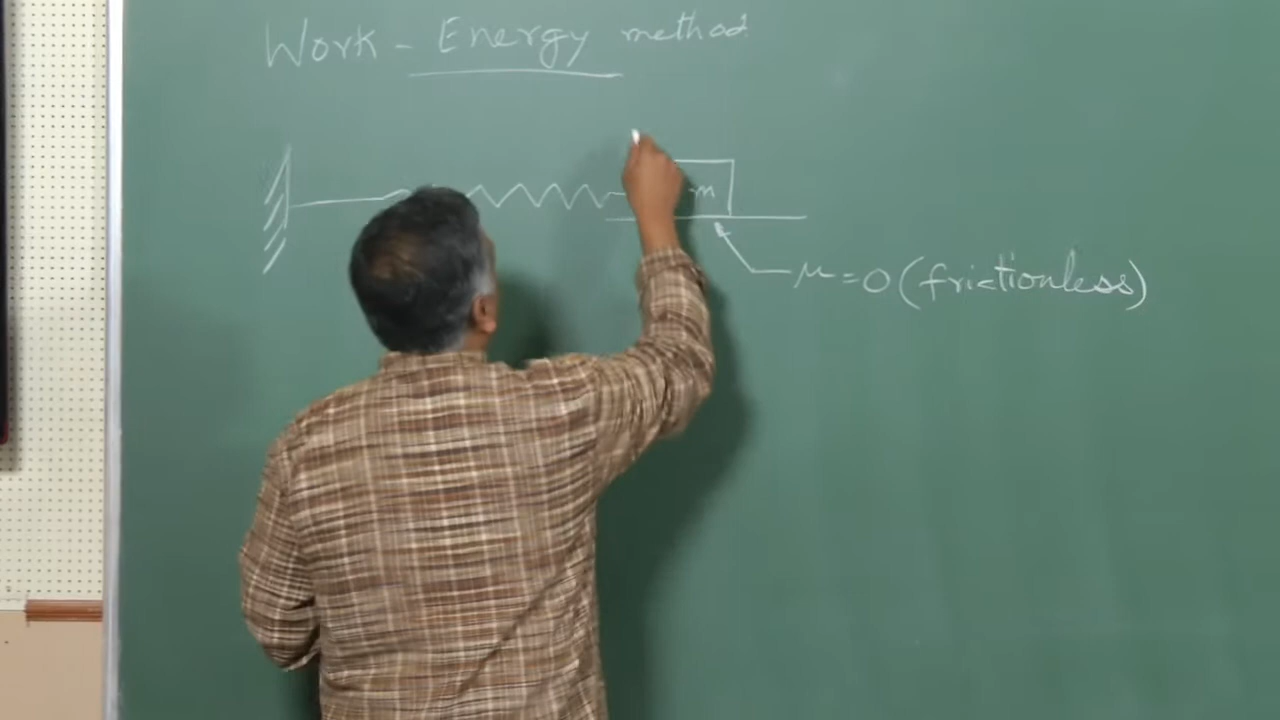 Work - Energy method
m
μ = 0 (frictionless)